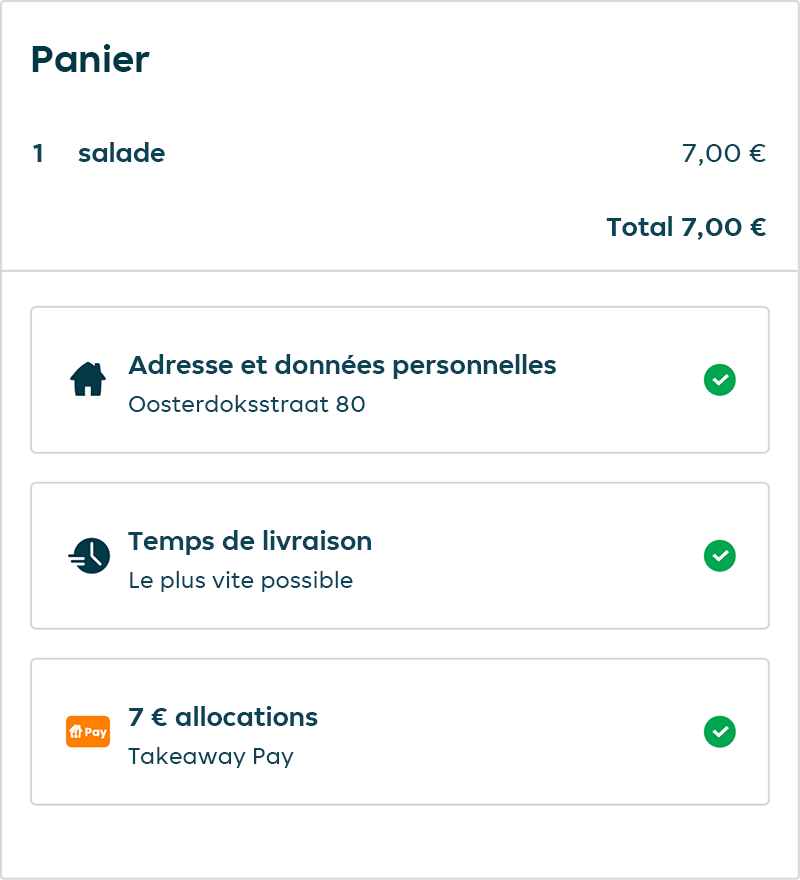 Panier
1 salade 7,00 €
Total 7,00 €
Adresse et données personnelles
Oosterdoksstraat 80
Temps de livraison
Le plus vite possible
Pay
7 € allocations
Takeaway Pay